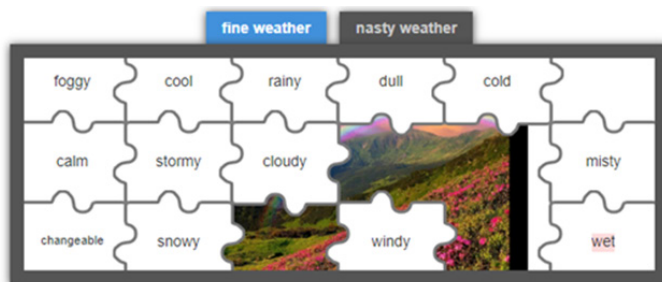 fine weather nasty weather
foggy cool rainy dull cold
calm stormy cloudy misty
changeable snowy windy wet